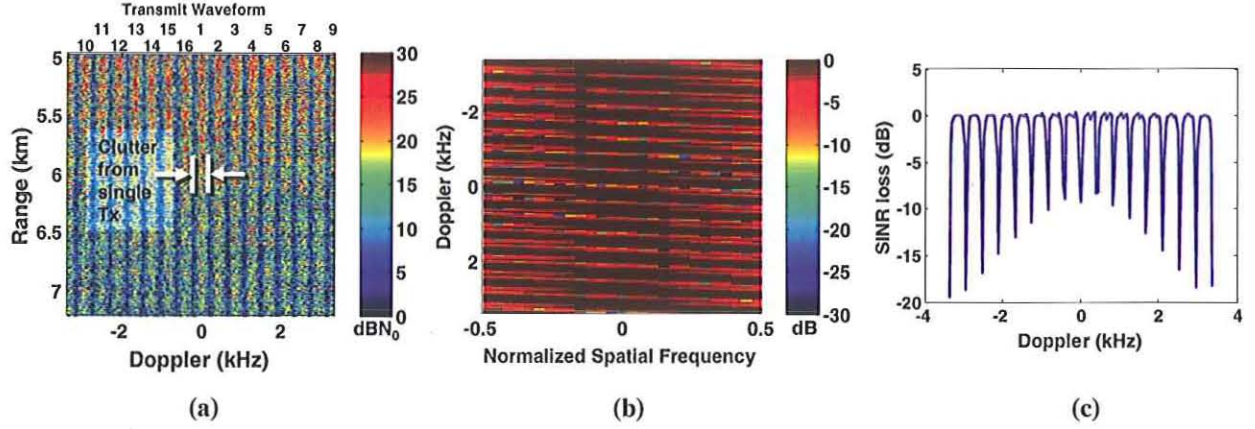 Transmit Waveform
11 13 15 1 3 5 7 9
10 12 14 16 2 4 6 8
5
5.5
6
6.5
7
Range (km)
Clutter
from
single
Tx.
-2 0 2
Doppler (kHz)
30
25
20
15
10
5
0
dBN0
(a)
-2
0
2
Doppler (kHz)
-0.5 0 0.5
Normalized Spatial Frequency
0
-5
-10
-15
-20
-25
-30
dB
(b)
5
0
-5
-10
-15
-20
SINR loss (dB)
-4 -2 0 2 4
Doppler (kHz)
(c)